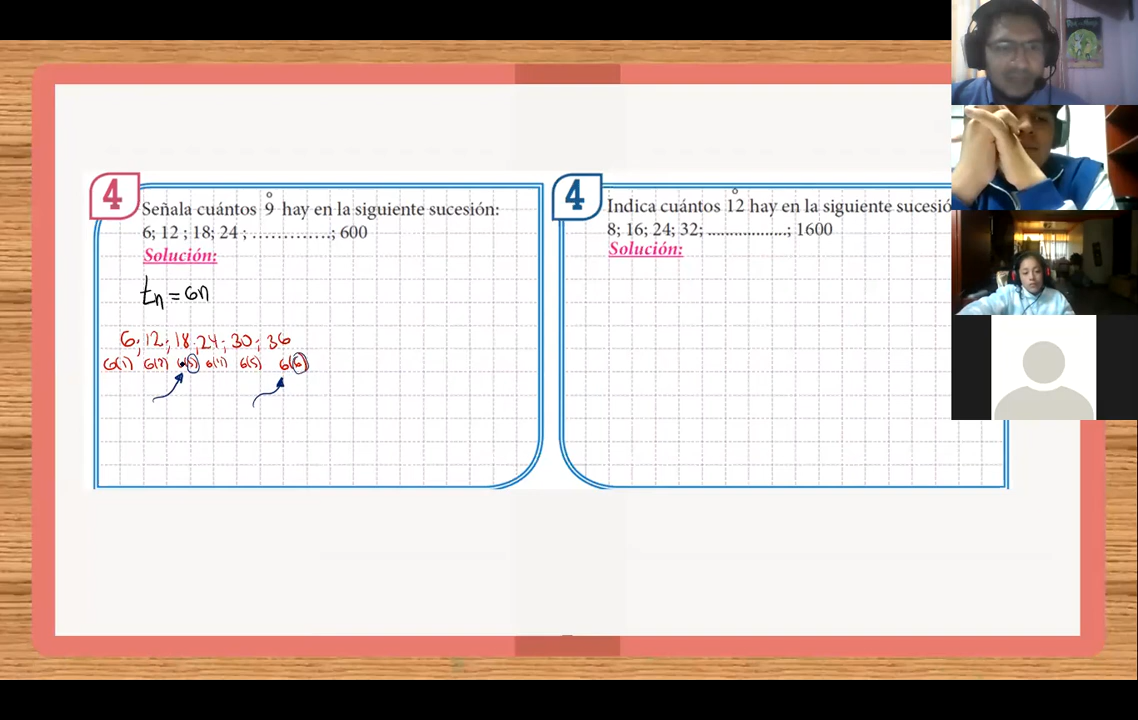 4
Señala cuántos 9̊ hay en la siguiente sucesión:
6; 12 ; 18; 24 ; .............; 600
Solución:
tn = 6n
6; 12; 18; 24; 30; 36
6(1) 6(2) 6(3) 6(4) 6(5) 6(6)
4
Indica cuántos 1̊2 hay en la siguiente sucesió
8; 16; 24; 32; ..................; 1600
Solución: